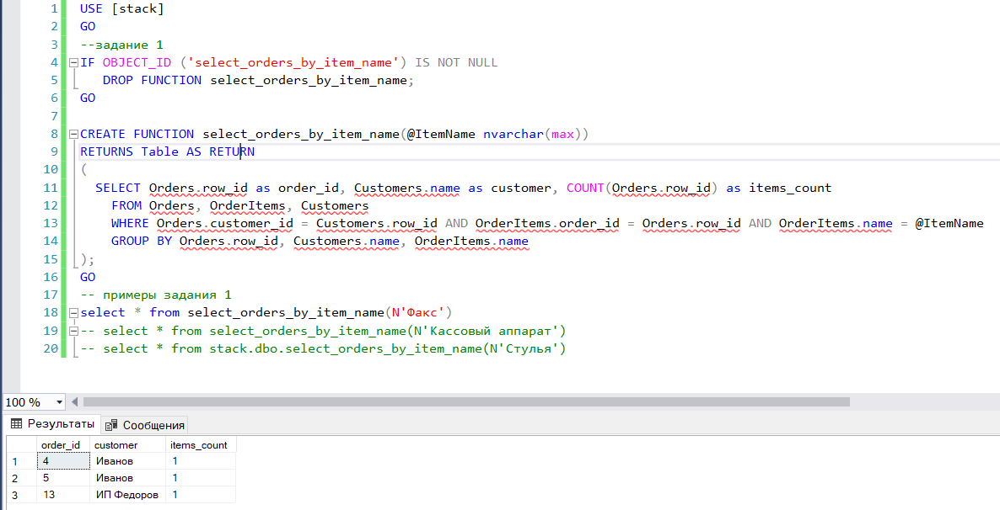 1 USE [stack]
2 GO
3 --задание 1
4 IF OBJECT_ID ('select_orders_by_item_name') IS NOT NULL
5 DROP FUNCTION select_orders_by_item_name;
6 GO
7
8 CREATE FUNCTION select_orders_by_item_name(@ItemName nvarchar(max))
9 RETURNS Table AS RETURN
10 (
11 SELECT Orders.row_id as order_id, Customers.name as customer, COUNT(Orders.row_id) as items_count
12 FROM Orders, OrderItems, Customers
13 WHERE Orders.customer_id = Customers.row_id AND OrderItems.order_id = Orders.row_id AND OrderItems.name = @ItemName
14 GROUP BY Orders.row_id, Customers.name, OrderItems.name
15 );
16 GO
17 -- примеры задания 1
18 select * from select_orders_by_item_name(N'Факс')
19 -- select * from select_orders_by_item_name(N'Кассовый аппарат')
20 -- select * from stack.dbo.select_orders_by_item_name(N'Стулья')
100 %
Результаты Сообщения
order_id customer items_count
1 4 Иванов 1
2 5 Иванов 1
3 13 ИП Федоров 1